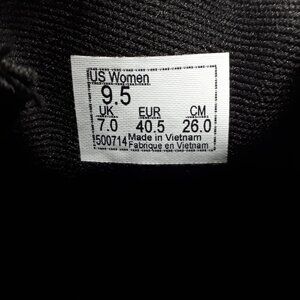 US Women
9.5
UK EUR CM
7.0 40.5 26.0
500714 Made in Vietnam
Fabrique en Vietnam